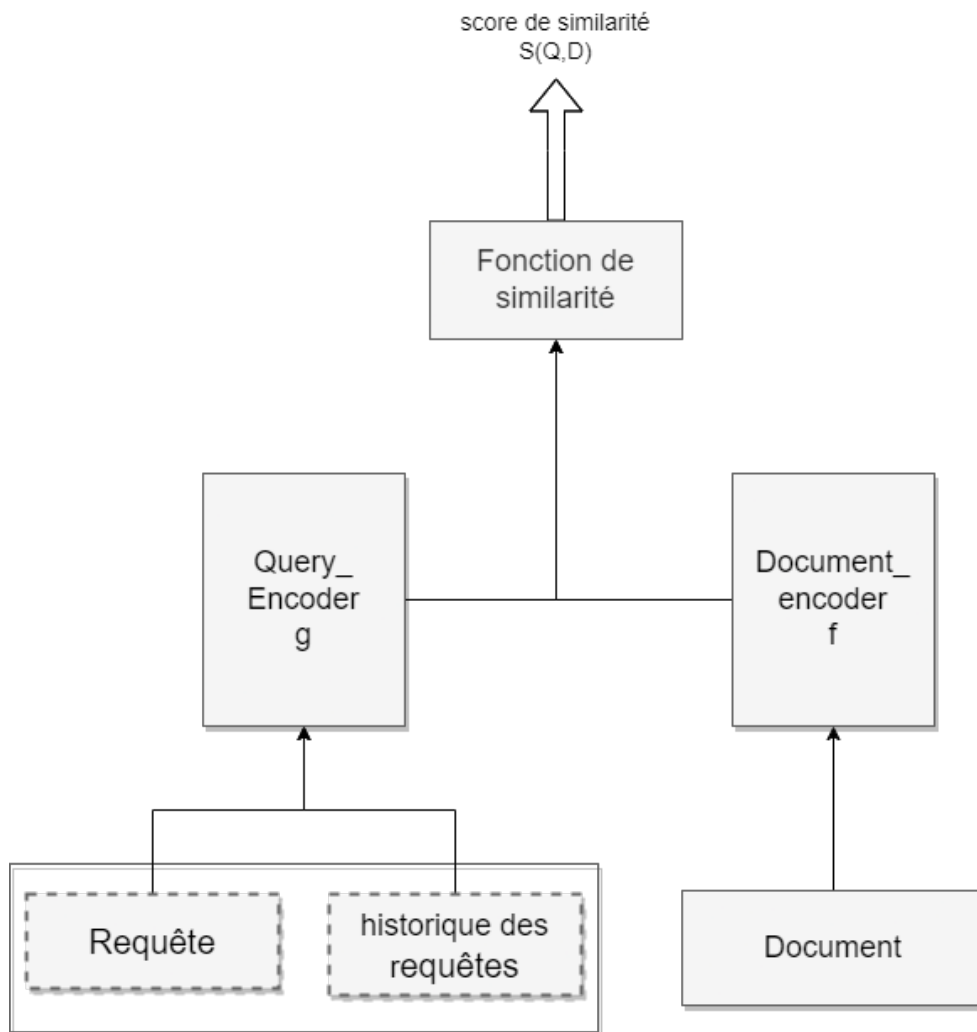 score de similarité
S(Q,D)
Fonction de
similarité
Query_
Encoder
g
Document_
encoder
f
Requête
historique des
requêtes
Document